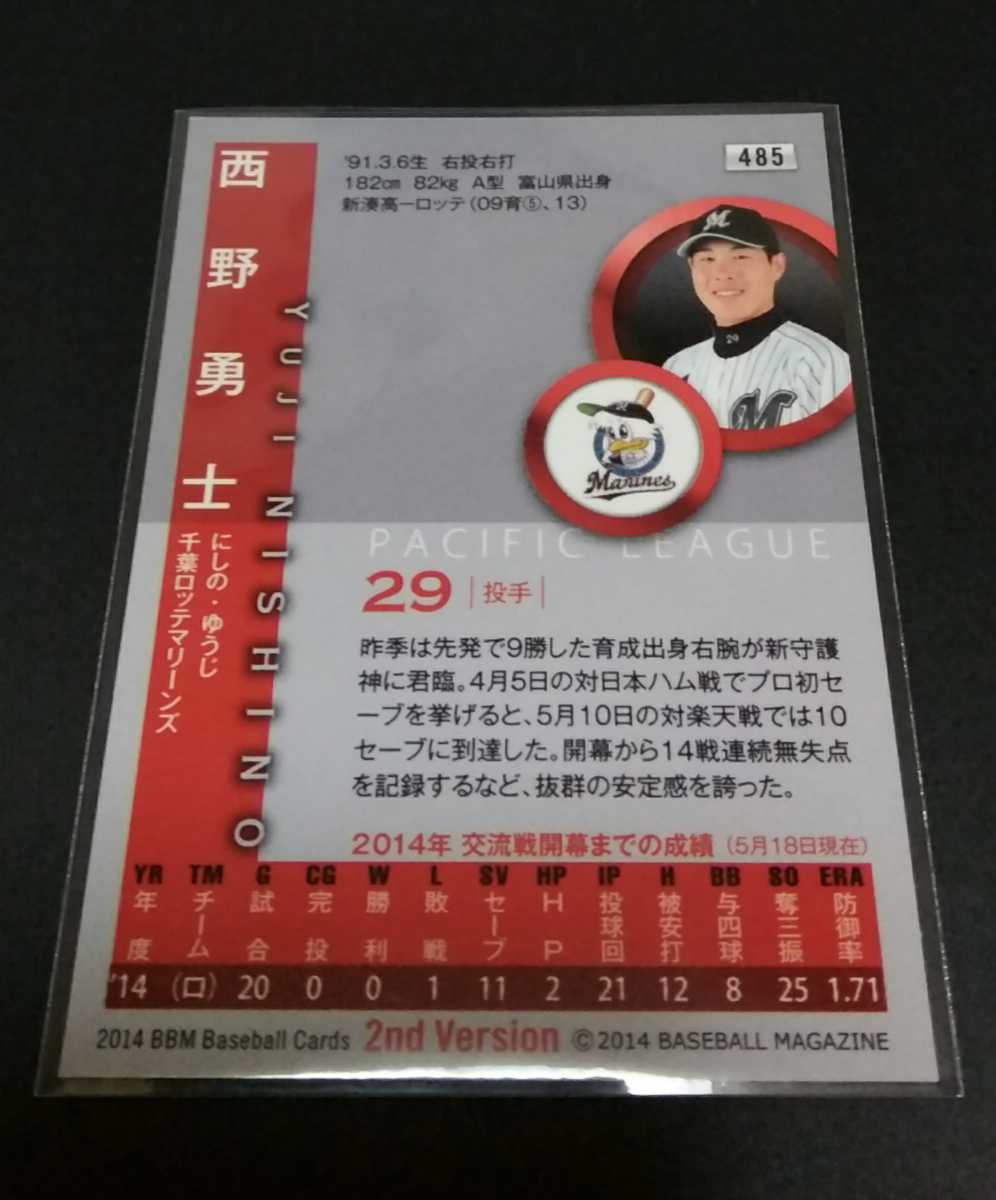 485
'91.3.6生 右投右打
182cm 82kg A型 富山県出身
新湊高ーロッテ(09育⑤、13)
西野勇士
YUJI NISHINO
にしの・ゆうじ
千葉ロッテマリーンズ
M
29
M
M
Marines
PACIFIC LEAGUE
29 |投手|
昨季は先発で9勝した育成出身右腕が新守護
神に君臨。4月5日の対日本ハム戦でプロ初セ
ーブを挙げると、5月10日の対楽天戦では10
セーブに到達した。開幕から14戦連続無失点
を記録するなど、抜群の安定感を誇った。
2014年 交流戦開幕までの成績(5月18日現在)
YR TM G CG W L SV HP IP H BB SO ERA
年度 チーム 試合 完投 勝利 敗戦 セーブ HP 投球回 被安打 与四球 奪三振 防御率
'14 (ロ) 20 0 0 1 11 2 21 12 8 25 1.71
2014 BBM Baseball Cards 2nd Version ©2014 BASEBALL MAGAZINE